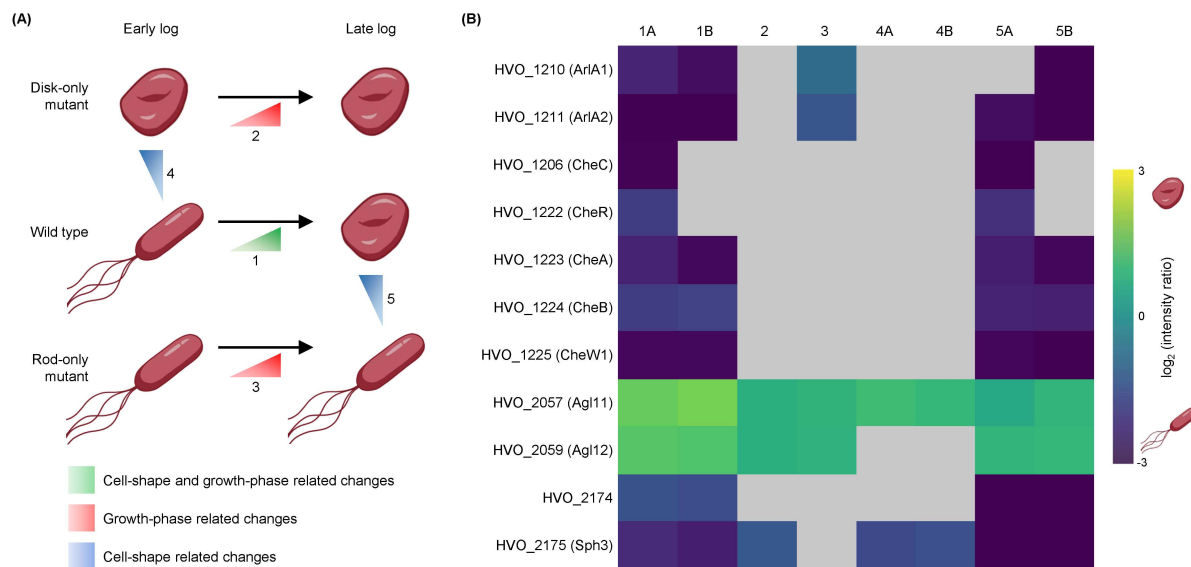 (A)
Early log
Late log
Disk-only
mutant
2
4
Wild type
1
5
Rod-only
mutant
3
Cell-shape and growth-phase related changes
Growth-phase related changes
Cell-shape related changes
(B)
1A 1B 2 3 4A 4B 5A 5B
HVO_1210 (ArlA1)
HVO_1211 (ArlA2)
HVO_1206 (CheC)
HVO_1222 (CheR)
HVO_1223 (CheA)
HVO_1224 (CheB)
HVO_1225 (CheW1)
HVO_2057 (Agl11)
HVO_2059 (Agl12)
HVO_2174
HVO_2175 (Sph3)
3
0
-3
log2 (intensity ratio)